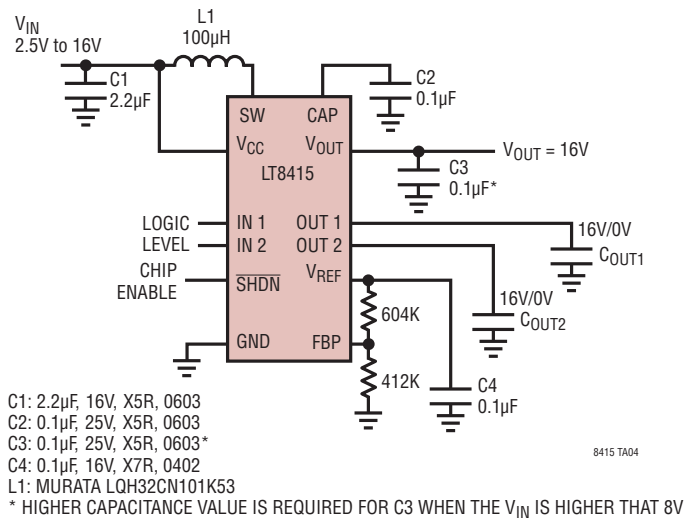 V_IN
2.5V to 16V
L1
100µH
C1
2.2µF
C2
0.1µF
SW
CAP
V_CC
V_OUT
LT8415
V_OUT = 16V
C3
0.1µF*
LOGIC
LEVEL
IN 1
IN 2
OUT 1
OUT 2
16V/0V
C_OUT1
CHIP
ENABLE
SHDN
V_REF
604K
16V/0V
C_OUT2
GND
FBP
412K
C4
0.1µF
C1: 2.2µF, 16V, X5R, 0603
C2: 0.1µF, 25V, X5R, 0603
C3: 0.1µF, 25V, X5R, 0603*
C4: 0.1µF, 16V, X7R, 0402
L1: MURATA LQH32CN101K53
* HIGHER CAPACITANCE VALUE IS REQUIRED FOR C3 WHEN THE V_IN IS HIGHER THAT 8V
8415 TA04